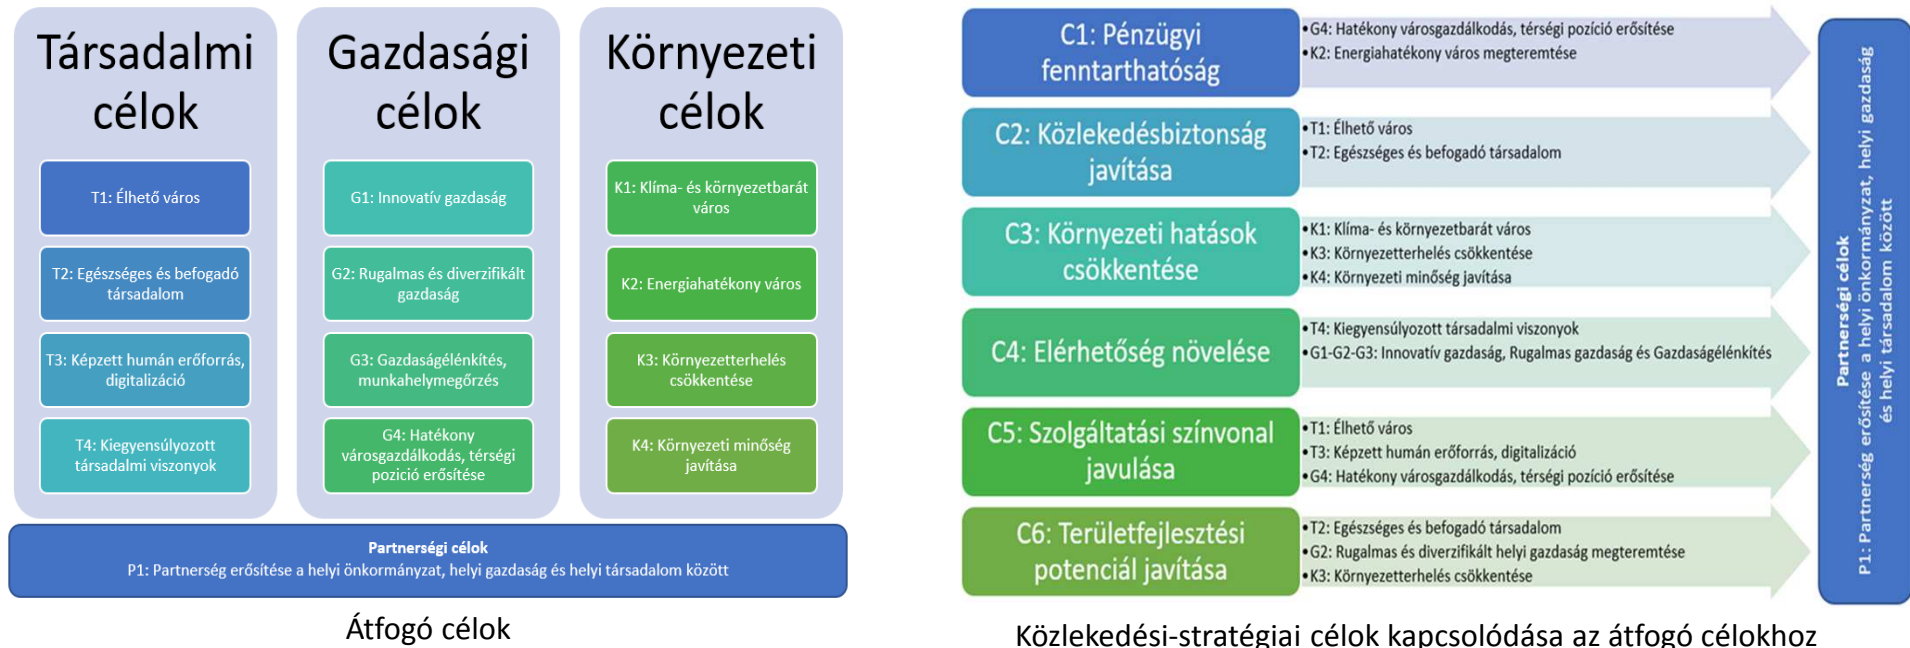 Társadalmi
célok
T1: Élhető város
T2: Egészséges és befogadó
társadalom
T3: Képzett humán erőforrás,
digitalizáció
T4: Kiegyensúlyozott
társadalmi viszonyok
Gazdasági
célok
G1: Innovatív gazdaság
G2: Rugalmas és diverzifikált
gazdaság
G3: Gazdaságélénkítés,
munkahelymegőrzés
G4: Hatékony
városgazdálkodás, térségi
pozició erősítése
Környezeti
célok
K1: Klíma- és környezetbarát
város
K2: Energiahatékony város
K3: Környezetterhelés
csökkentése
K4: Környezeti minőség
javítása
Partnerségi célok
P1: Partnerség erősítése a helyi önkormányzat, helyi gazdaság és helyi társadalom között
Átfogó célok
C1: Pénzügyi
fenntarthatóság
•G4: Hatékony városgazdálkodás, térségi pozíció erősítése
•K2: Energiahatékony város megteremtése
C2: Közlekedésbiztonság
javítása
•T1: Élhető város
•T2: Egészséges és befogadó társadalom
C3: Környezeti hatások
csökkentése
•K1: Klíma- és környezetbarát város
•K3: Környezetterhelés csökkentése
•K4: Környezeti minőség javítása
C4: Elérhetőség növelése
•T4: Kiegyensúlyozott társadalmi viszonyok
•G1-G2-G3: Innovatív gazdaság, Rugalmas gazdaság és Gazdaságélénkítés
C5: Szolgáltatási színvonal
javulása
•T1: Élhető város
•T3: Képzett humán erőforrás, digitalizáció
•G4: Hatékony városgazdálkodás, térségi pozíció erősítése
C6: Területfejlesztési
potenciál javítása
•T2: Egészséges és befogadó társadalom
•G2: Rugalmas és diverzifikált helyi gazdaság megteremtése
•K3: Környezetterhelés csökkentése
Partnerségi célok
P1: Partnerség erősítése a helyi önkormányzat, helyi gazdaság
és helyi társadalom között
Közlekedési-stratégiai célok kapcsolódása az átfogó célokhoz